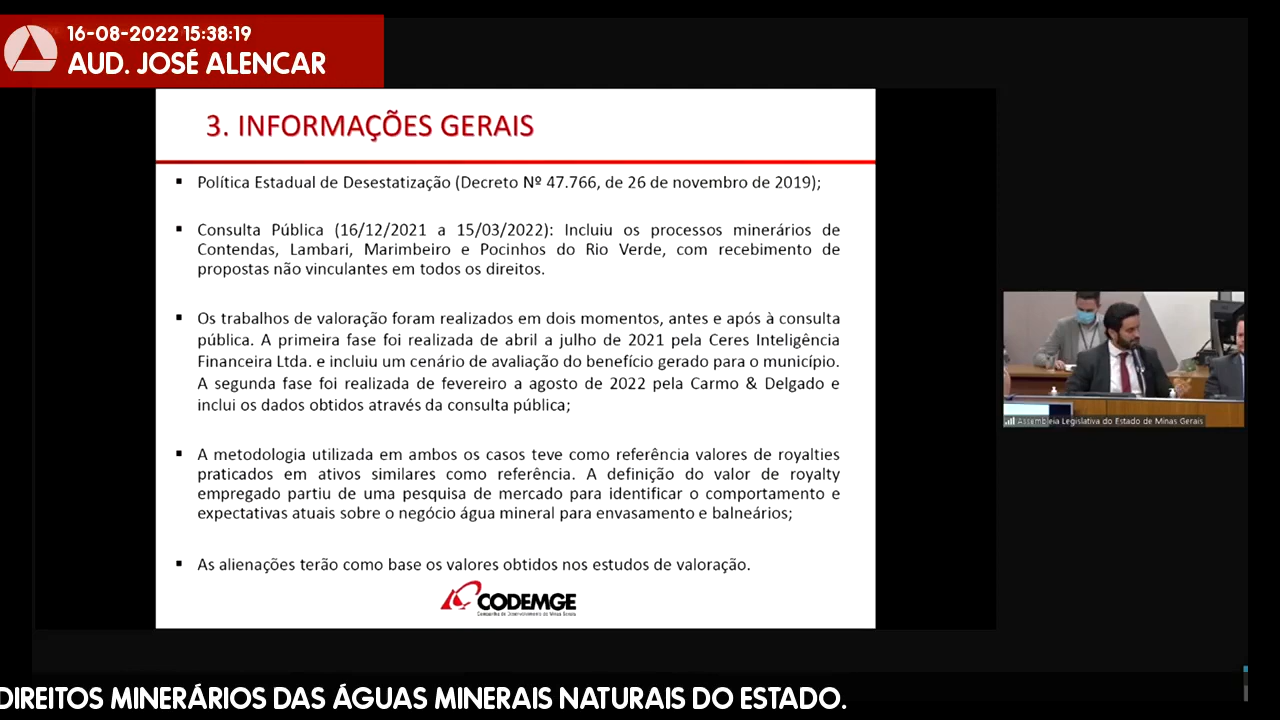 16-08-2022 15:38:19
AUD. JOSÉ ALENCAR
3. INFORMAÇÕES GERAIS
▪ Política Estadual de Desestatização (Decreto Nº 47.766, de 26 de novembro de 2019);
▪ Consulta Pública (16/12/2021 a 15/03/2022): Incluiu os processos minerários de
Contendas, Lambari, Marimbeiro e Pocinhos do Rio Verde, com recebimento de
propostas não vinculantes em todos os direitos.
▪ Os trabalhos de valoração foram realizados em dois momentos, antes e após à consulta
pública. A primeira fase foi realizada de abril a julho de 2021 pela Ceres Inteligência
Financeira Ltda. e incluiu um cenário de avaliação do benefício gerado para o município.
A segunda fase foi realizada de fevereiro a agosto de 2022 pela Carmo & Delgado e
inclui os dados obtidos através da consulta pública;
▪ A metodologia utilizada em ambos os casos teve como referência valores de royalties
praticados em ativos similares como referência. A definição do valor de royalty
empregado partiu de uma pesquisa de mercado para identificar o comportamento e
expectativas atuais sobre o negócio água mineral para envasamento e balneários;
▪ As alienações terão como base os valores obtidos nos estudos de valoração.
CODEMGE
Companhia de Desenvolvimento de Minas Gerais
Assembleia Legislativa do Estado de Minas Gerais
DIREITOS MINERÁRIOS DAS ÁGUAS MINERAIS NATURAIS DO ESTADO.